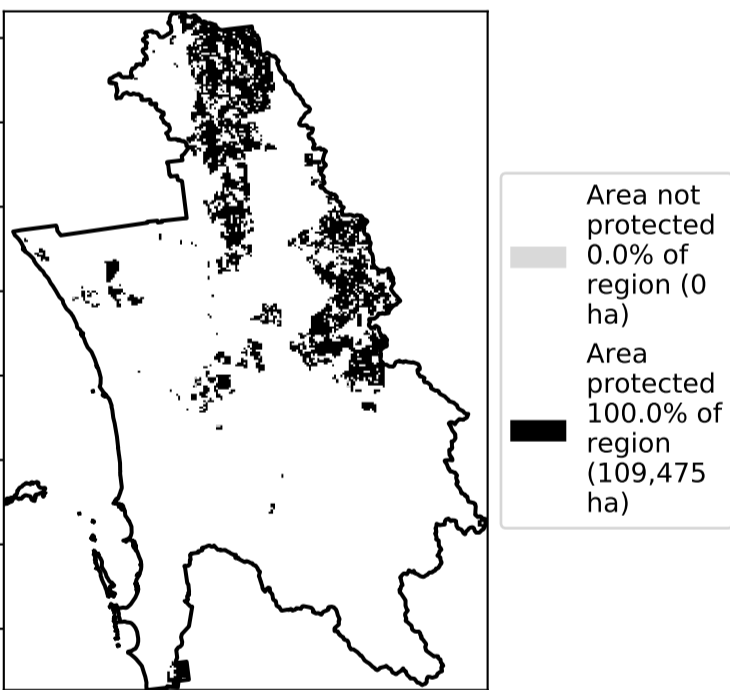 Area not
protected
0.0% of
region (0
ha)
Area
protected
100.0% of
region
(109,475
ha)